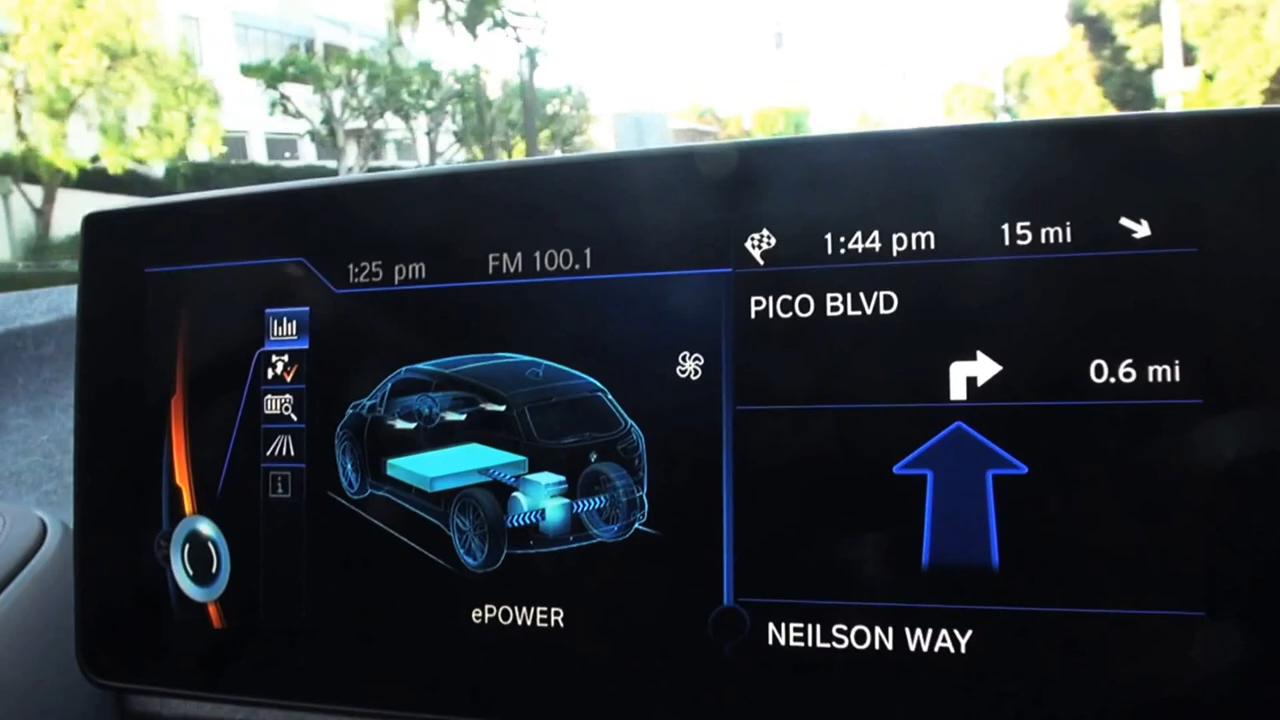 1:25 pm FM 100.1
1:44 pm 15 mi
PICO BLVD
0.6 mi
ePOWER
NEILSON WAY